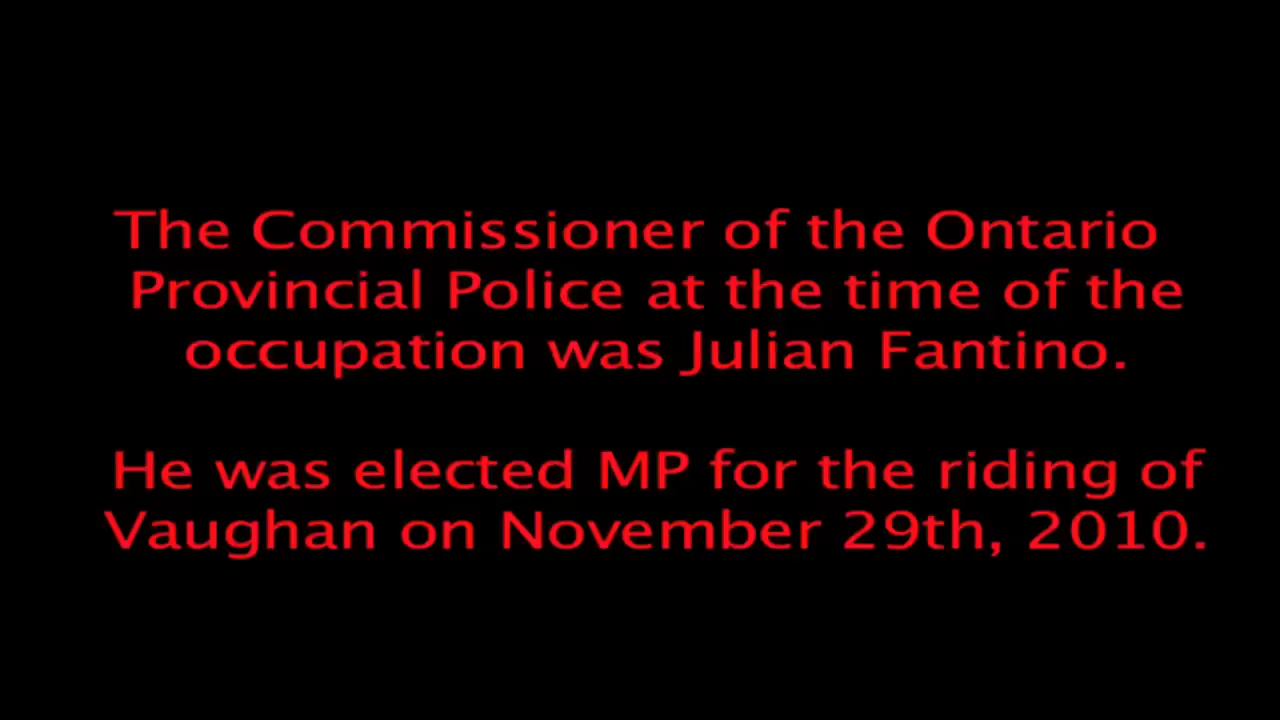 The Commissioner of the Ontario
Provincial Police at the time of the
occupation was Julian Fantino.
He was elected MP for the riding of
Vaughan on November 29th, 2010.